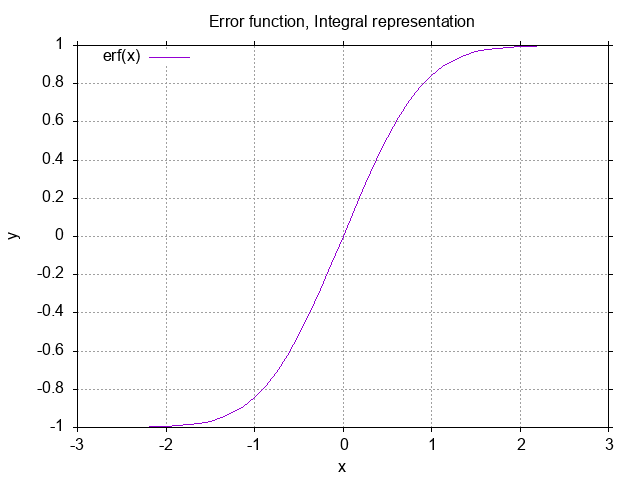 Error function, Integral representation
erf(x)
1
0.8
0.6
0.4
0.2
0
-0.2
-0.4
-0.6
-0.8
-1
y
-3 -2 -1 0 1 2 3
x